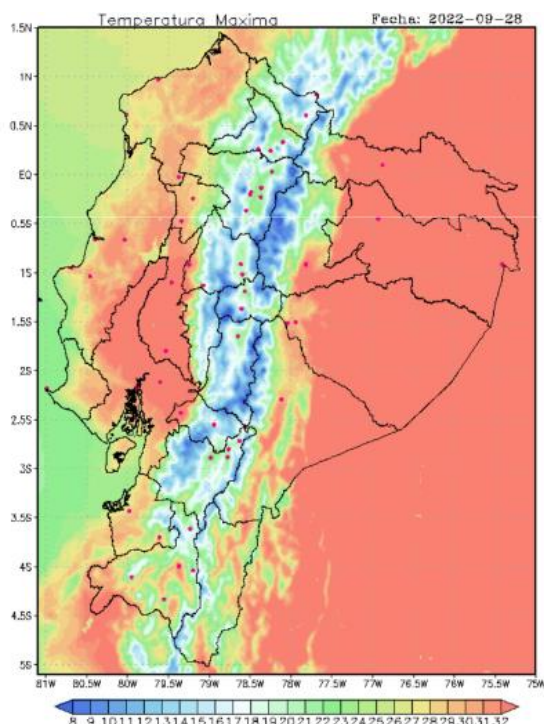 Temperatura Maxima Fecha: 2022-09-28
1.5N
1N
0.5N
EQ
0.5S
1S
1.5S
2S
2.5S
3S
3.5S
4S
4.5S
5S
81W 80.5W 80W 79.5W 79W 78.5W 78W 77.5W 77W 76.5W 76W 75.5W 75W
8 9 10 11 12 13 14 15 16 17 18 19 20 21 22 23 24 25 26 27 28 29 30 31 32